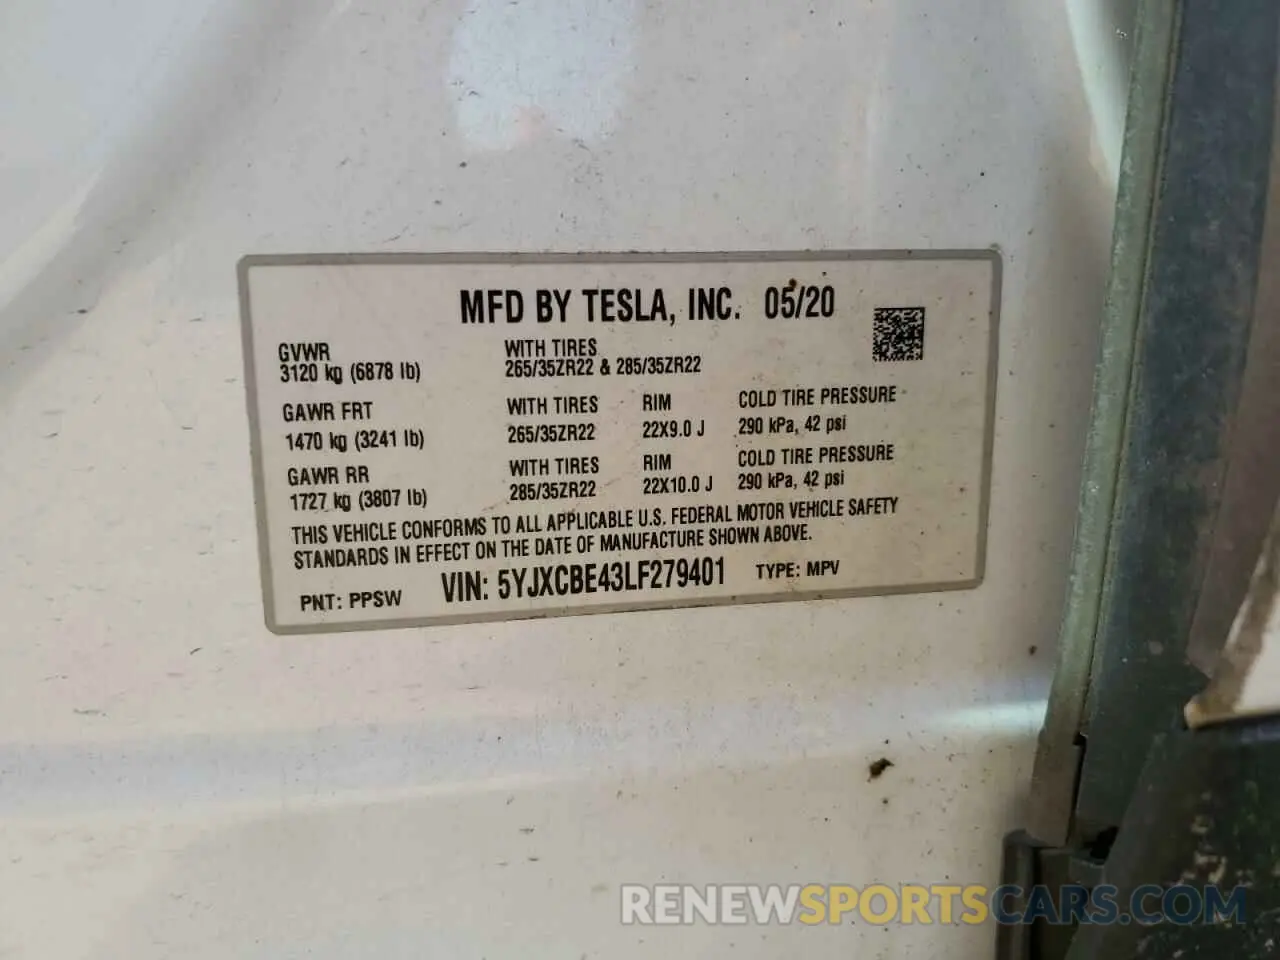 MFD BY TESLA, INC. 05/20
GVWR
3120 kg (6878 lb)
WITH TIRES
265/35ZR22 & 285/35ZR22
GAWR FRT
1470 kg (3241 lb)
WITH TIRES
265/35ZR22
RIM
22X9.0 J
COLD TIRE PRESSURE
290 kPa, 42 psi
GAWR RR
1727 kg (3807 lb)
WITH TIRES
285/35ZR22
RIM
22X10.0 J
COLD TIRE PRESSURE
290 kPa, 42 psi
THIS VEHICLE CONFORMS TO ALL APPLICABLE U.S. FEDERAL MOTOR VEHICLE SAFETY
STANDARDS IN EFFECT ON THE DATE OF MANUFACTURE SHOWN ABOVE.
PNT: PPSW VIN: 5YJXCBE43LF279401 TYPE: MPV
RENEWSPORTSCARS.COM